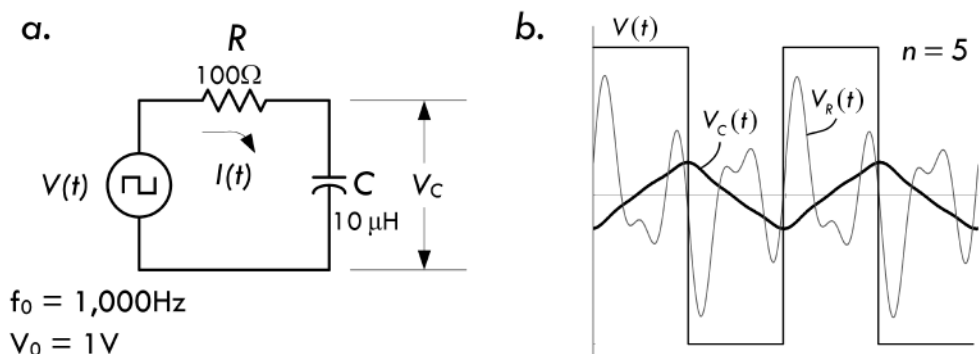 a.
R
100Ω
I(t)
V(t)
C
10 μH
V_C
f₀ = 1,000Hz
V₀ = 1V
b.
V(t)
n = 5
V_R(t)
V_C(t)